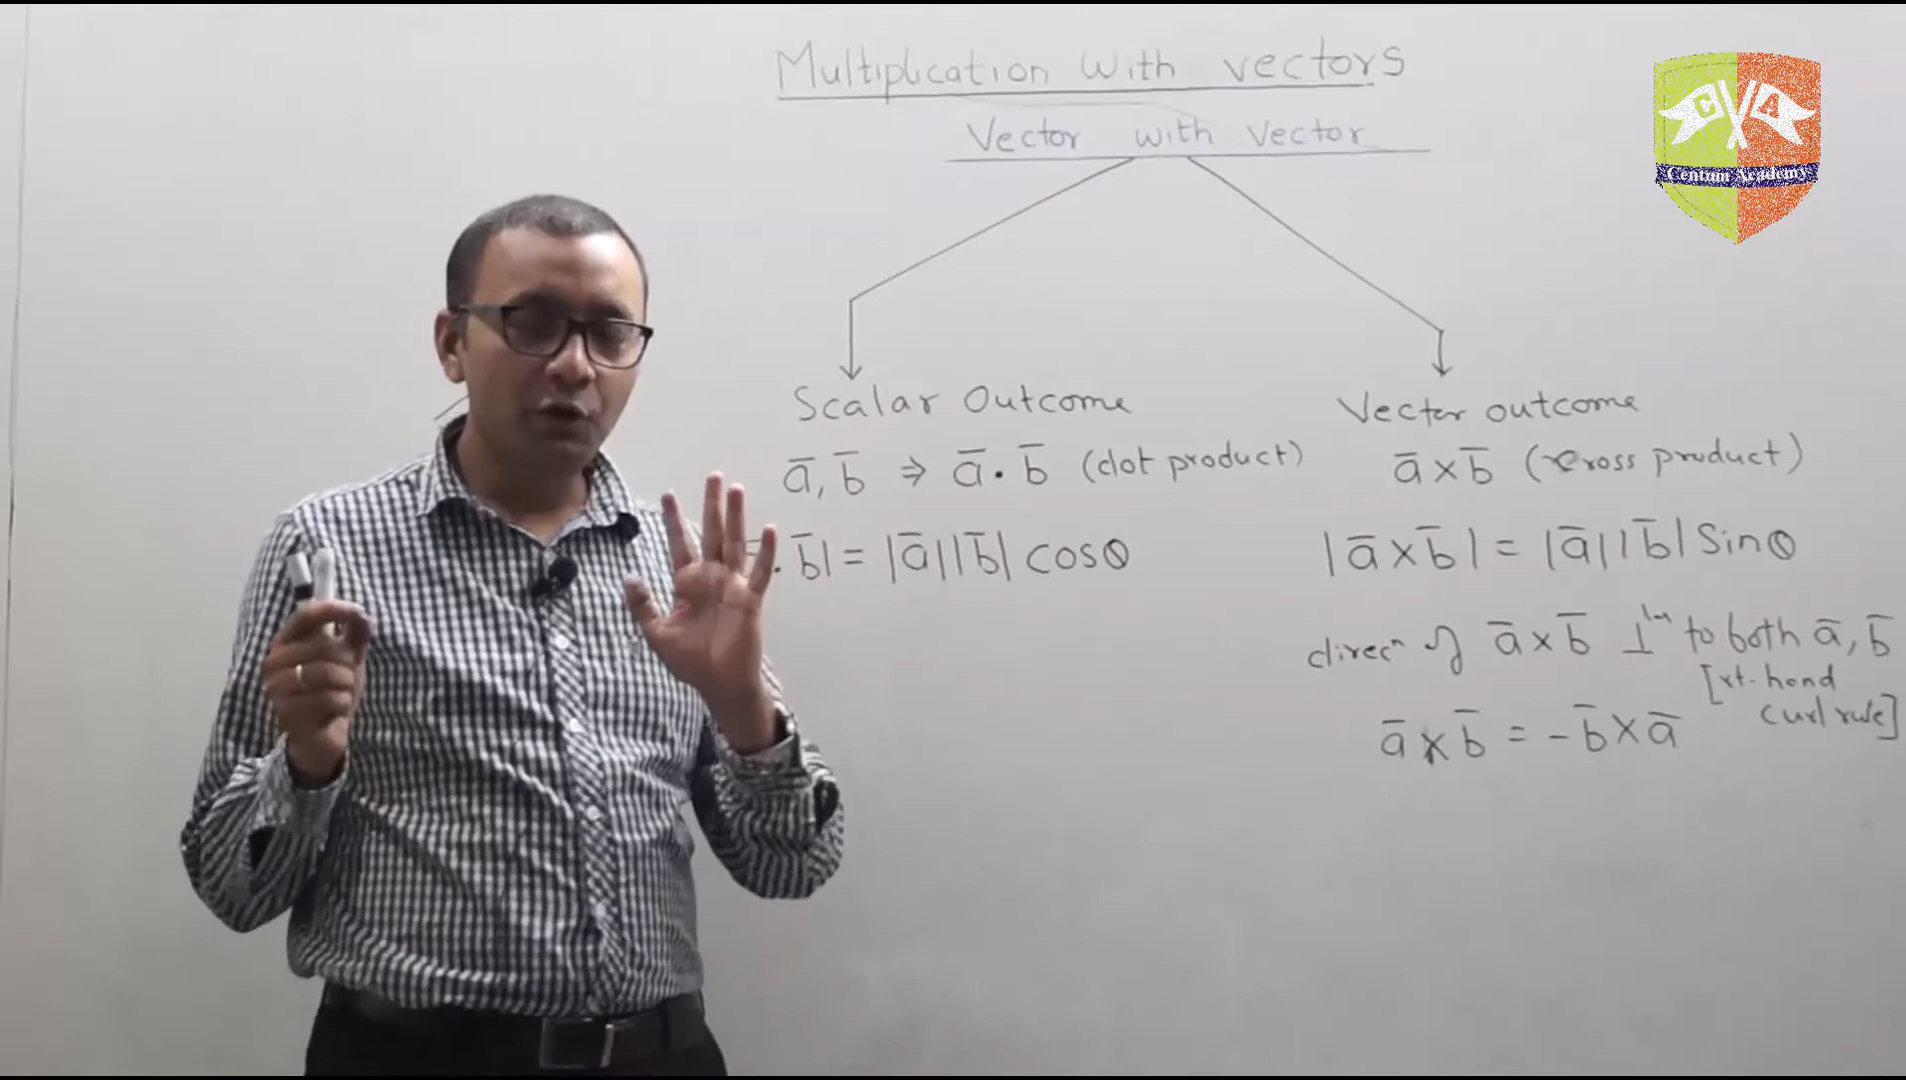 Multiplication with vectors
Vector with Vector
Scalar Outcome
a̅, b̅ ⇒ a̅ · b̅ (dot product)
· b̅| = |a̅||b̅| cosθ
Vector outcome
a̅ × b̅ (cross product)
|a̅ × b̅| = |a̅||b̅| Sinθ
direcⁿ of a̅ × b̅ ⊥ˡᵃʳ to both a̅, b̅
[rt. hand
curl rule]
a̅ × b̅ = - b̅ × a̅
C A
Centum Academy